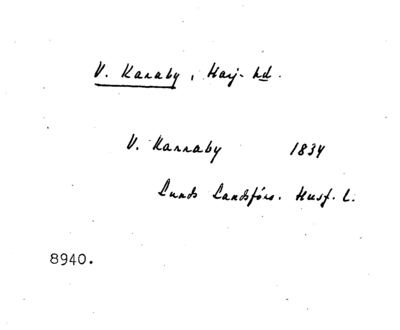 V. Karaby, Harj. hd.
V. Karraby 1834
Lunds Landsförs. Husf. L.
8940.